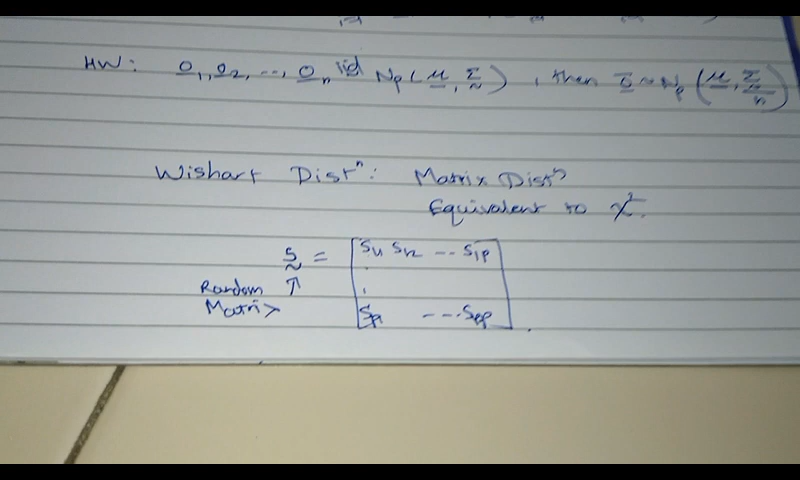 HW: O1, O2, ..., On iid Np(μ, Σ), then O̅ ~ Np(μ, Σ/n)
Wishart Distⁿ: Matrix Distⁿ
Equivalent to χ².
S = [S11 S12 --- S1p
Random ↑ .
Matrix Sp1 --- Spp].